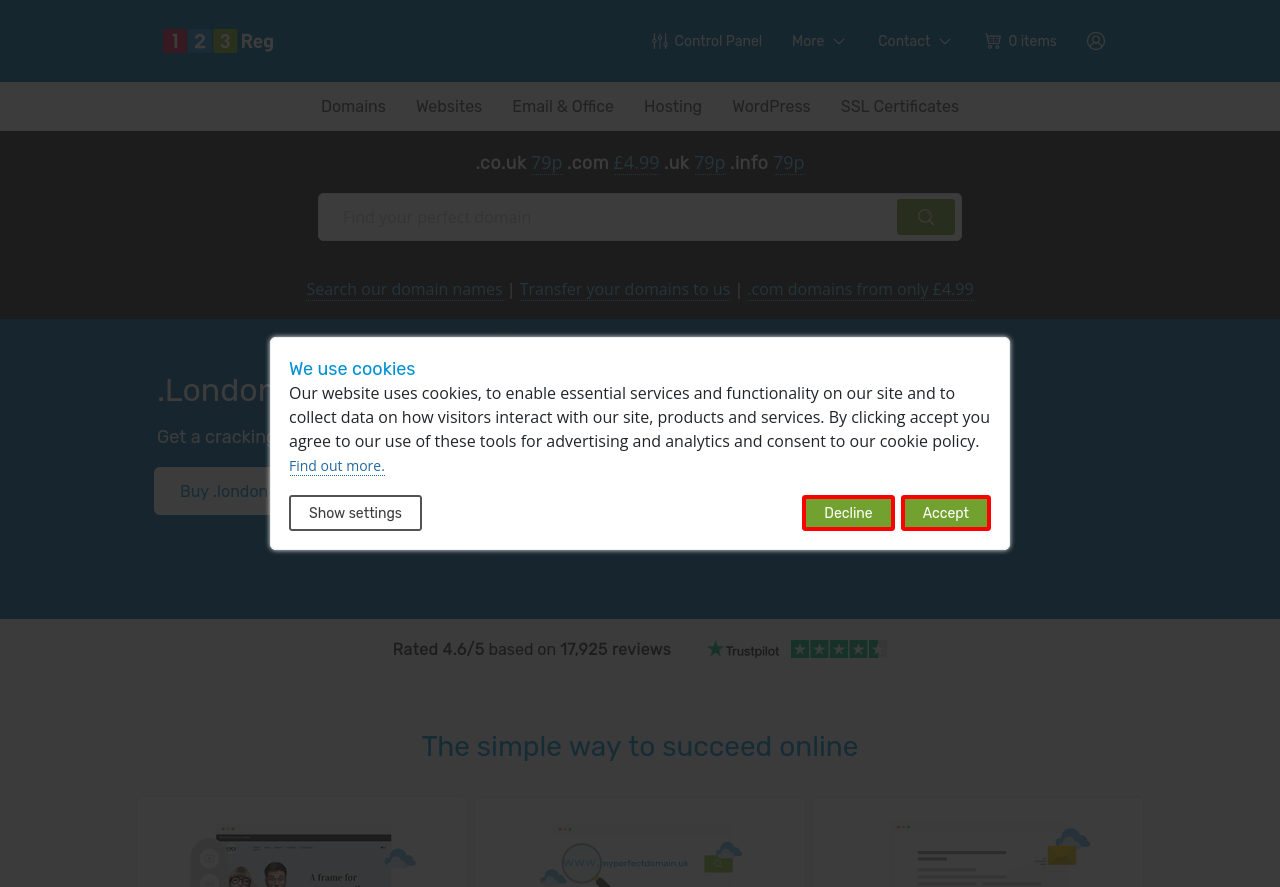 1 2 3 Reg
Control Panel More Contact 0 items
Domains Websites Email & Office Hosting WordPress SSL Certificates
.co.uk 79p .com £4.99 .uk 79p .info 79p
Find your perfect domain
Search our domain names | Transfer your domains to us | .com domains from only £4.99
We use cookies
Our website uses cookies, to enable essential services and functionality on our site and to
collect data on how visitors interact with our site, products and services. By clicking accept you
agree to our use of these tools for advertising and analytics and consent to our cookie policy.
Find out more.
Show settings Decline Accept
.London
Get a cracking
Buy .london
Rated 4.6/5 based on 17,925 reviews Trustpilot
The simple way to succeed online
www.myperfectdomain.uk
A frame for